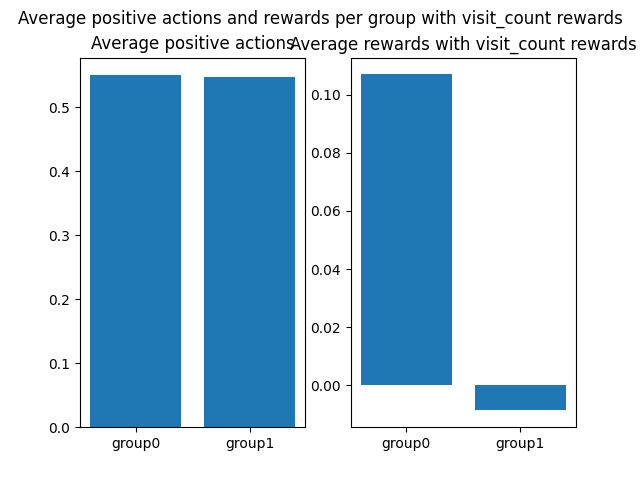 Average positive actions and rewards per group with visit_count rewards
Average positive actions
Average rewards with visit_count rewards
0.5
0.4
0.3
0.2
0.1
0.0
group0 group1
0.10
0.08
0.06
0.04
0.02
0.00
group0 group1